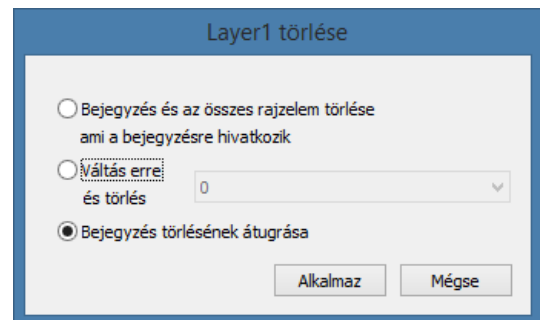 Layer1 törlése
Bejegyzés és az összes rajzelem törlése
ami a bejegyzésre hivatkozik
Váltás erre
és törlés
0
Bejegyzés törlésének átugrása
Alkalmaz
Mégse